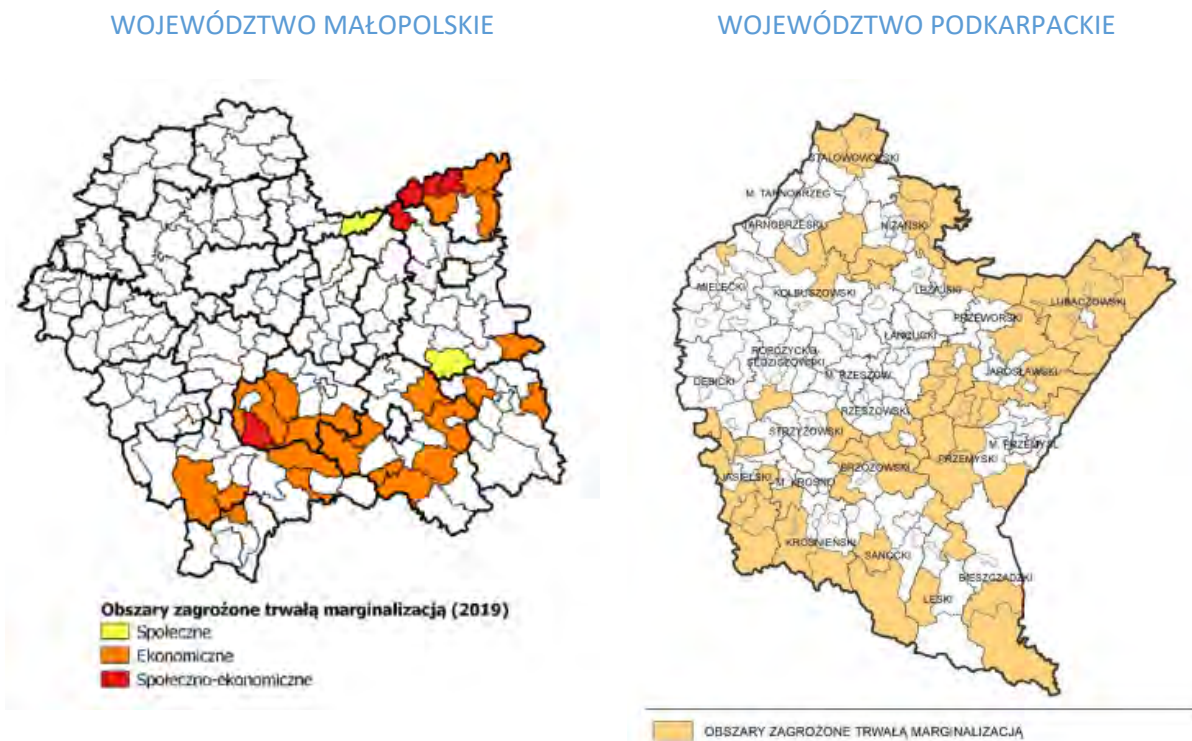 WOJEWÓDZTWO MAŁOPOLSKIE
WOJEWÓDZTWO PODKARPACKIE
Obszary zagrożone trwałą marginalizacją (2019)
Społeczne
Ekonomiczne
Społeczno-ekonomiczne
STALOWOWOLSKI
M. TARNOBRZEG
TARNOBRZESKI
NIŻAŃSKI
MIELECKI
KOLBUSZOWSKI
LEŻAJSKI
LUBACZOWSKI
PRZEWORSKI
ŁAŃCUCKI
ROPCZYCKO
SĘDZISZOWSKI
JAROSŁAWSKI
DĘBICKI
M. RZESZÓW
RZESZOWSKI
STRZYŻOWSKI
M. PRZEMYŚL
PRZEMYSKI
BRZOZOWSKI
JASIELSKI
M. KROSNO
KROŚNIEŃSKI
SANOCKI
BIESZCZADZKI
LESKI
OBSZARY ZAGROŻONE TRWAŁĄ MARGINALIZACJĄ